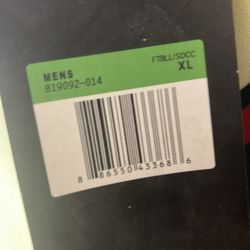 FTBLL/SOCC
MENS XL
819092-014
8 86550 43368 6